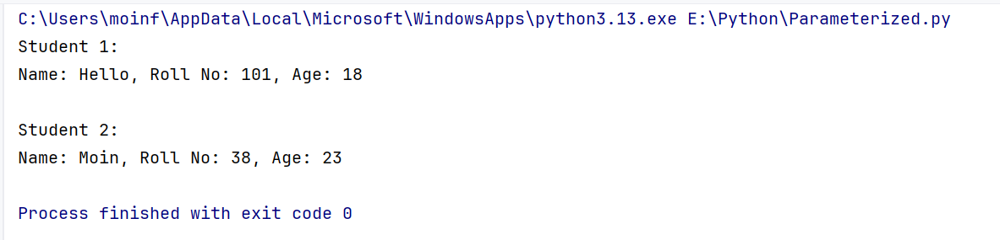 C:\Users\moinf\AppData\Local\Microsoft\WindowsApps\python3.13.exe E:\Python\Parameterized.py
Student 1:
Name: Hello, Roll No: 101, Age: 18
Student 2:
Name: Moin, Roll No: 38, Age: 23
Process finished with exit code 0